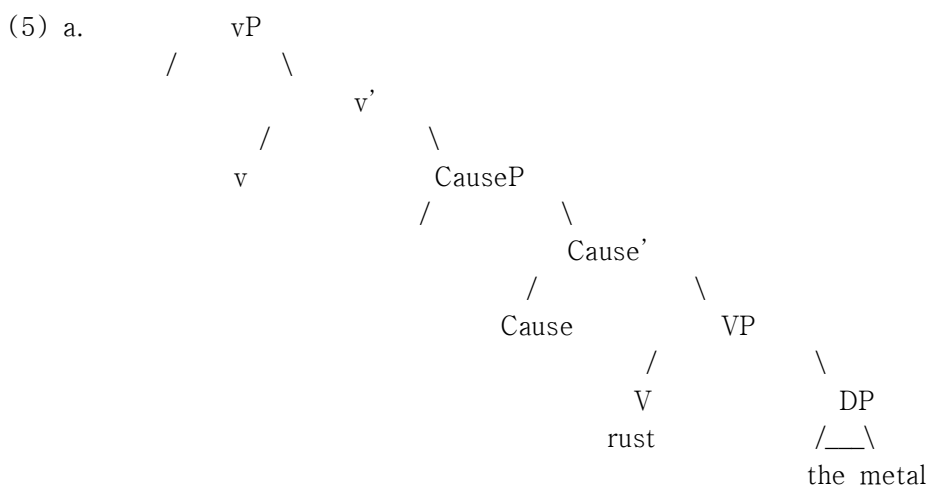 (5) a. vP
v'
v CauseP
Cause'
Cause VP
V DP
rust
the metal